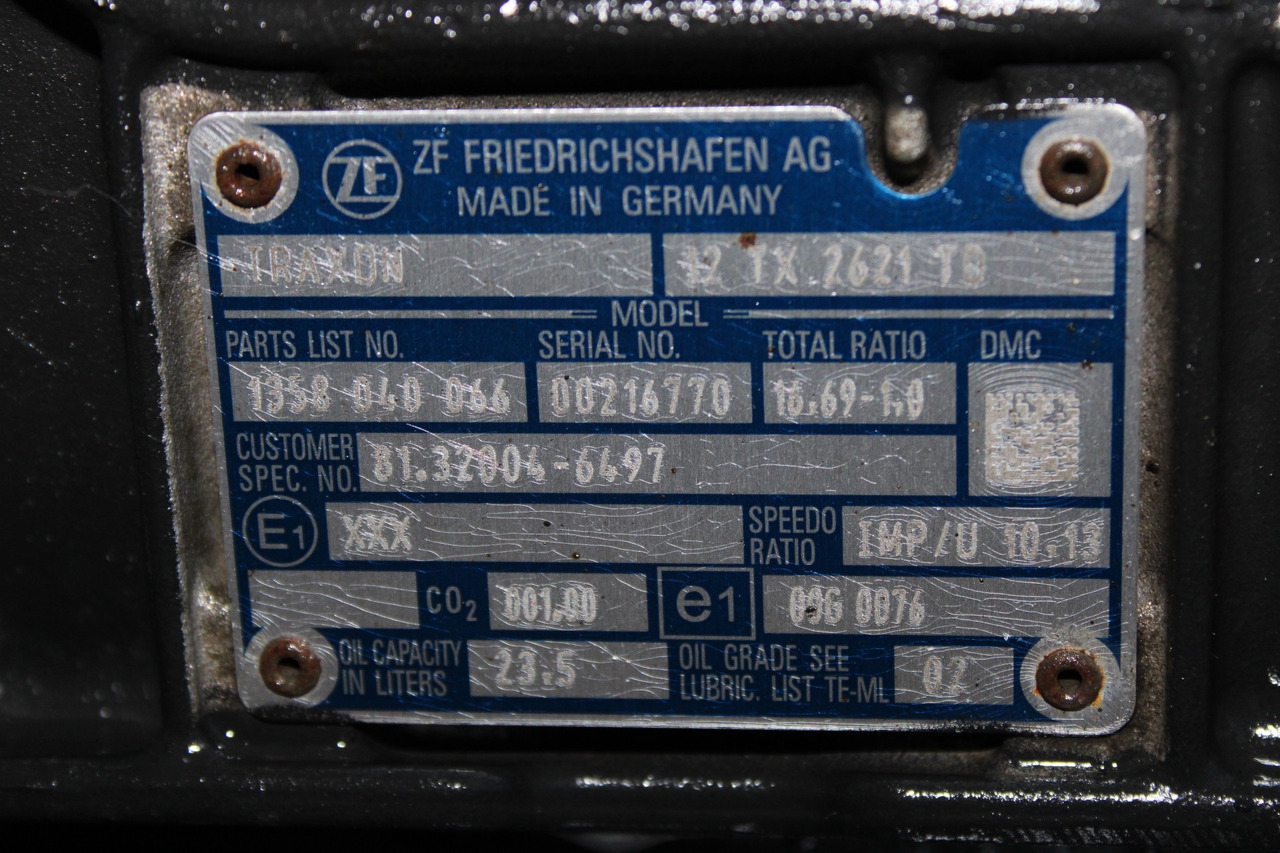 ZF ZF FRIEDRICHSHAFEN AG
MADE IN GERMANY
TRAXON 12 TX 2621 TD
MODEL
PARTS LIST NO. SERIAL NO. TOTAL RATIO DMC
1358 040 066 00216770 16.69-1.0
CUSTOMER SPEC. NO. 81.32004-6497
E1 XXX SPEEDO RATIO IMP/U 10.13
CO2 001.00 e1 09G 0076
OIL CAPACITY IN LITERS 23.5 OIL GRADE SEE LUBRIC. LIST TE-ML 02